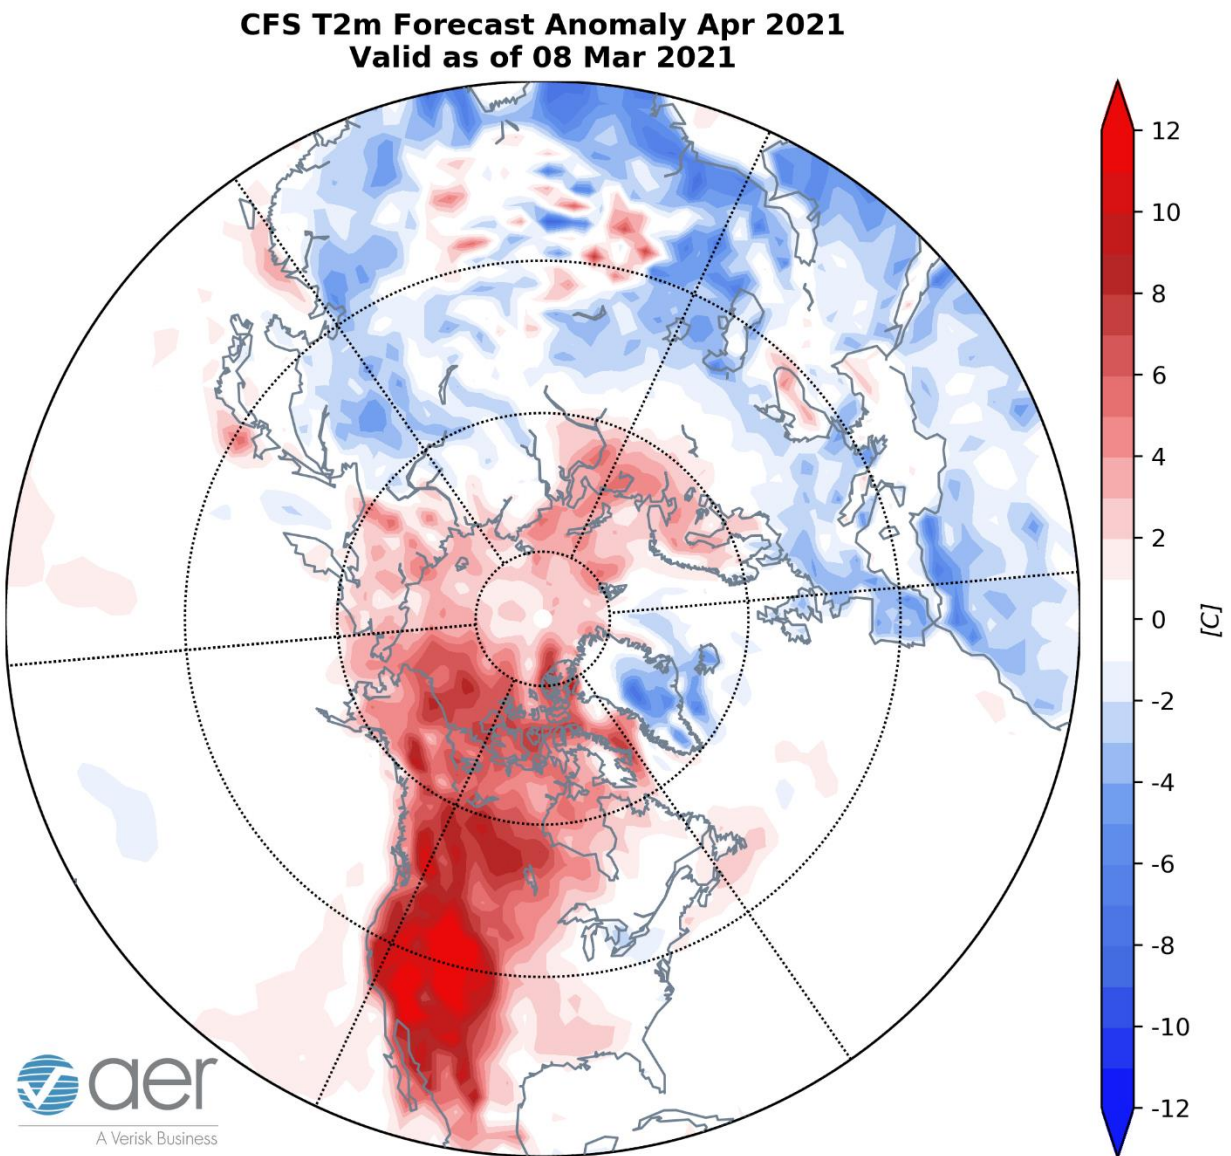 CFS T2m Forecast Anomaly Apr 2021
Valid as of 08 Mar 2021
12
10
8
6
4
2
0
-2
-4
-6
-8
-10
-12
[C]
aer
A Verisk Business